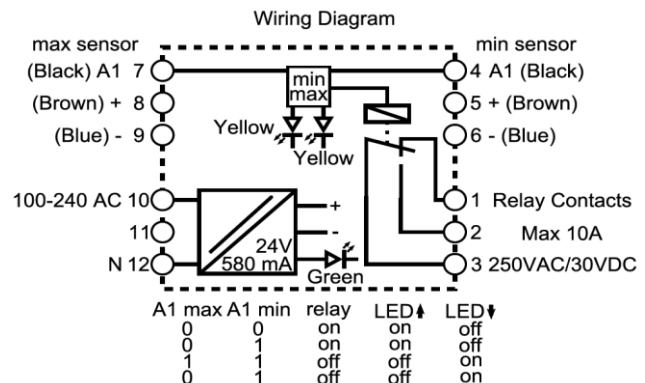 Wiring Diagram
max sensor
min sensor
(Black) A1 7
4 A1 (Black)
(Brown) + 8
5 + (Brown)
(Blue) - 9
6 - (Blue)
min
max
Yellow
Yellow
100-240 AC 10
11
N 12
+
-
24V
580 mA
Green
1 Relay Contacts
2 Max 10A
3 250VAC/30VDC
A1 max A1 min relay LED⬆ LED⬇
0 0 on on off
0 1 on on off
1 1 off off on
0 1 off off on